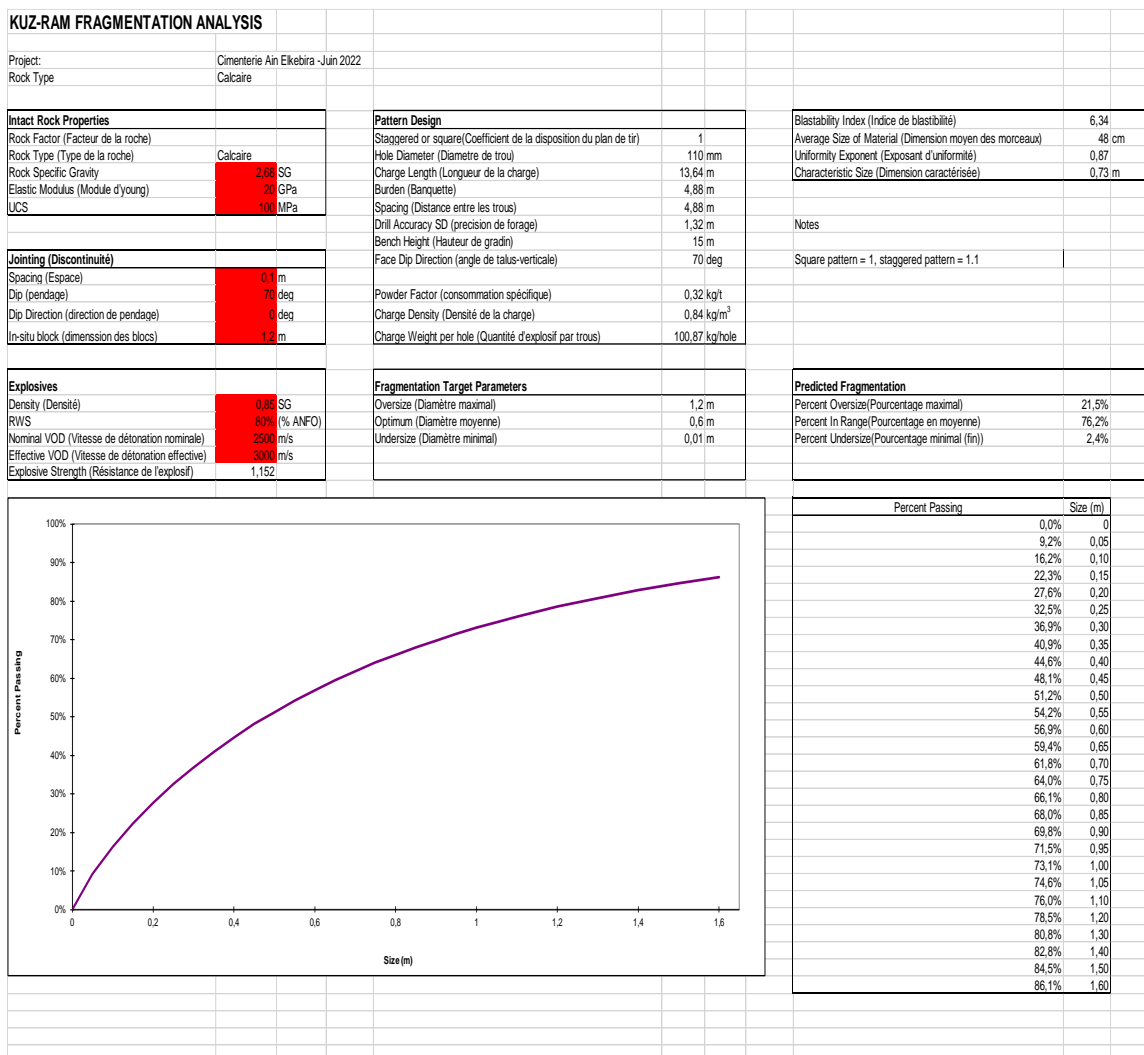 KUZ-RAM FRAGMENTATION ANALYSIS
Project: Cimenterie Ain Elkebira -Juin 2022
Rock Type Calcaire
Intact Rock Properties
Rock Factor (Facteur de la roche)
Rock Type (Type de la roche) Calcaire
Rock Specific Gravity 2,68 SG
Elastic Modulus (Module d'young) 20 GPa
UCS 100 MPa
Jointing (Discontinuité)
Spacing (Espace) 0,1 m
Dip (pendage) 70 deg
Dip Direction (direction de pendage) 0 deg
In-situ block (dimenssion des blocs) 1,2 m
Pattern Design
Staggered or square(Coefficient de la disposition du plan de tir) 1
Hole Diameter (Diametre de trou) 110 mm
Charge Length (Longueur de la charge) 13,64 m
Burden (Banquette) 4,88 m
Spacing (Distance entre les trous) 4,88 m
Drill Accuracy SD (precision de forage) 1,32 m
Bench Height (Hauteur de gradin) 15 m
Face Dip Direction (angle de talus-verticale) 70 deg
Powder Factor (consommation spécifique) 0,32 kg/t
Charge Density (Densité de la charge) 0,84 kg/m³
Charge Weight per hole (Quantité d'explosif par trous) 100,87 kg/hole
Blastability Index (Indice de blastibilité) 6,34
Average Size of Material (Dimension moyen des morceaux) 48 cm
Uniformity Exponent (Exposant d'uniformité) 0,87
Characteristic Size (Dimension caractérisée) 0,73 m
Notes
Square pattern = 1, staggered pattern = 1.1
Explosives
Density (Densité) 0,85 SG
RWS 80% (% ANFO)
Nominal VOD (Vitesse de détonation nominale) 2500 m/s
Effective VOD (Vitesse de détonation effective) 3000 m/s
Explosive Strength (Résistance de l'explosif) 1,152
Fragmentation Target Parameters
Oversize (Diamètre maximal) 1,2 m
Optimum (Diamètre moyenne) 0,6 m
Undersize (Diamètre minimal) 0,01 m
Predicted Fragmentation
Percent Oversize(Pourcentage maximal) 21,5%
Percent In Range(Pourcentage en moyenne) 76,2%
Percent Undersize(Pourcentage minimal (fin)) 2,4%
100%
90%
80%
70%
60%
50%
40%
30%
20%
10%
0%
Percent Passing
0 0,2 0,4 0,6 0,8 1 1,2 1,4 1,6
Size (m)
Percent Passing Size (m)
0,0% 0
9,2% 0,05
16,2% 0,10
22,3% 0,15
27,6% 0,20
32,5% 0,25
36,9% 0,30
40,9% 0,35
44,6% 0,40
48,1% 0,45
51,2% 0,50
54,2% 0,55
56,9% 0,60
59,4% 0,65
61,8% 0,70
64,0% 0,75
66,1% 0,80
68,0% 0,85
69,8% 0,90
71,5% 0,95
73,1% 1,00
74,6% 1,05
76,0% 1,10
78,5% 1,20
80,8% 1,30
82,8% 1,40
84,5% 1,50
86,1% 1,60